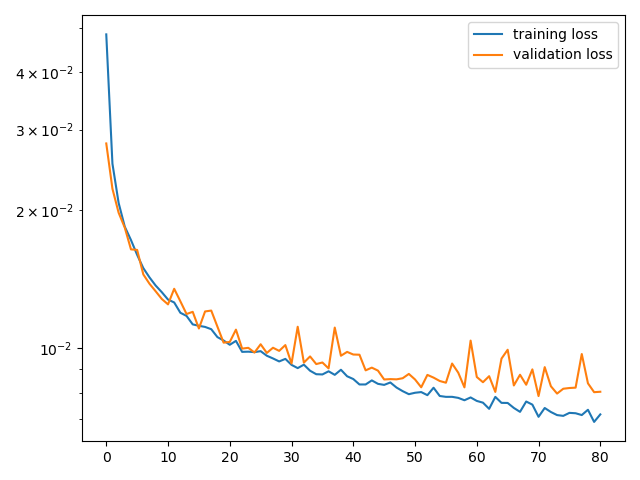 training loss
validation loss
4 × 10⁻²
3 × 10⁻²
2 × 10⁻²
10⁻²
0 10 20 30 40 50 60 70 80